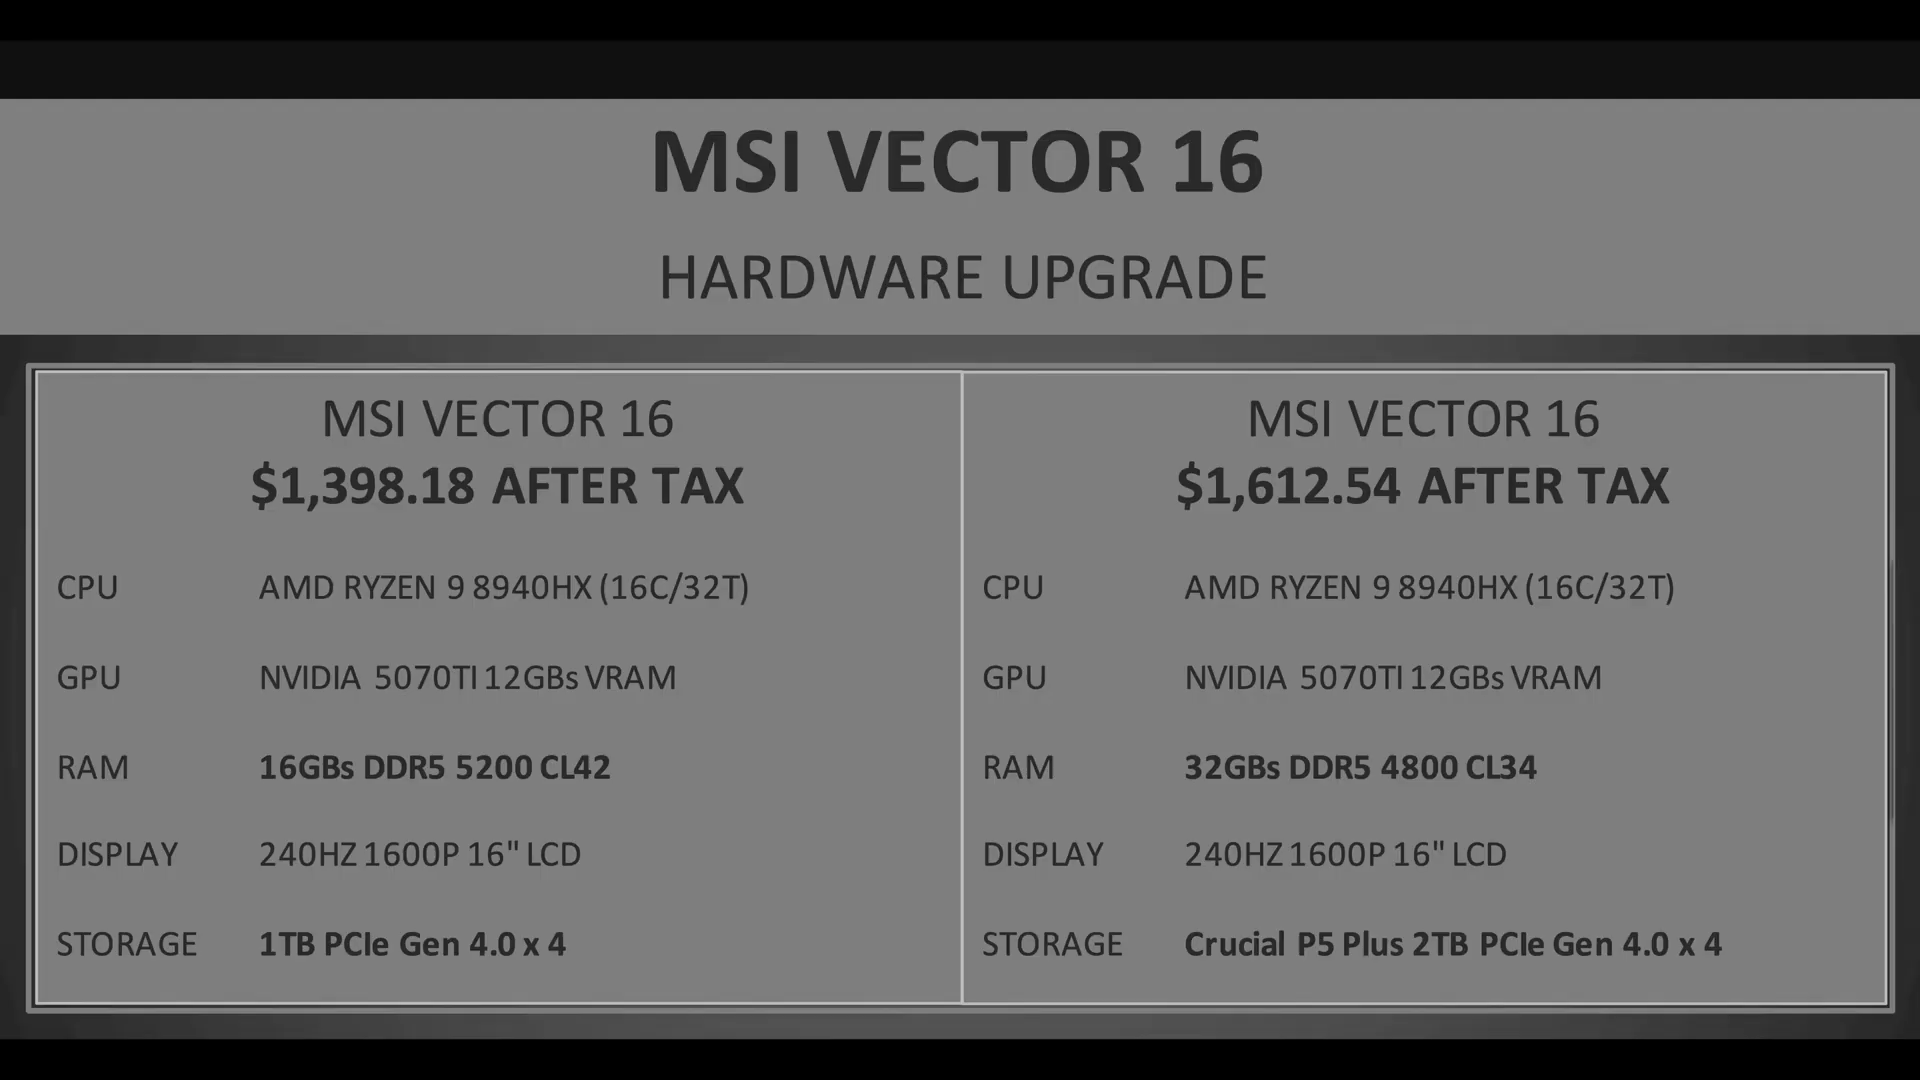 MSI VECTOR 16
HARDWARE UPGRADE
MSI VECTOR 16
$1,398.18 AFTER TAX
CPU AMD RYZEN 9 8940HX (16C/32T)
GPU NVIDIA 5070TI 12GBs VRAM
RAM 16GBs DDR5 5200 CL42
DISPLAY 240HZ 1600P 16" LCD
STORAGE 1TB PCIe Gen 4.0 x 4
MSI VECTOR 16
$1,612.54 AFTER TAX
CPU AMD RYZEN 9 8940HX (16C/32T)
GPU NVIDIA 5070TI 12GBs VRAM
RAM 32GBs DDR5 4800 CL34
DISPLAY 240HZ 1600P 16" LCD
STORAGE Crucial P5 Plus 2TB PCIe Gen 4.0 x 4